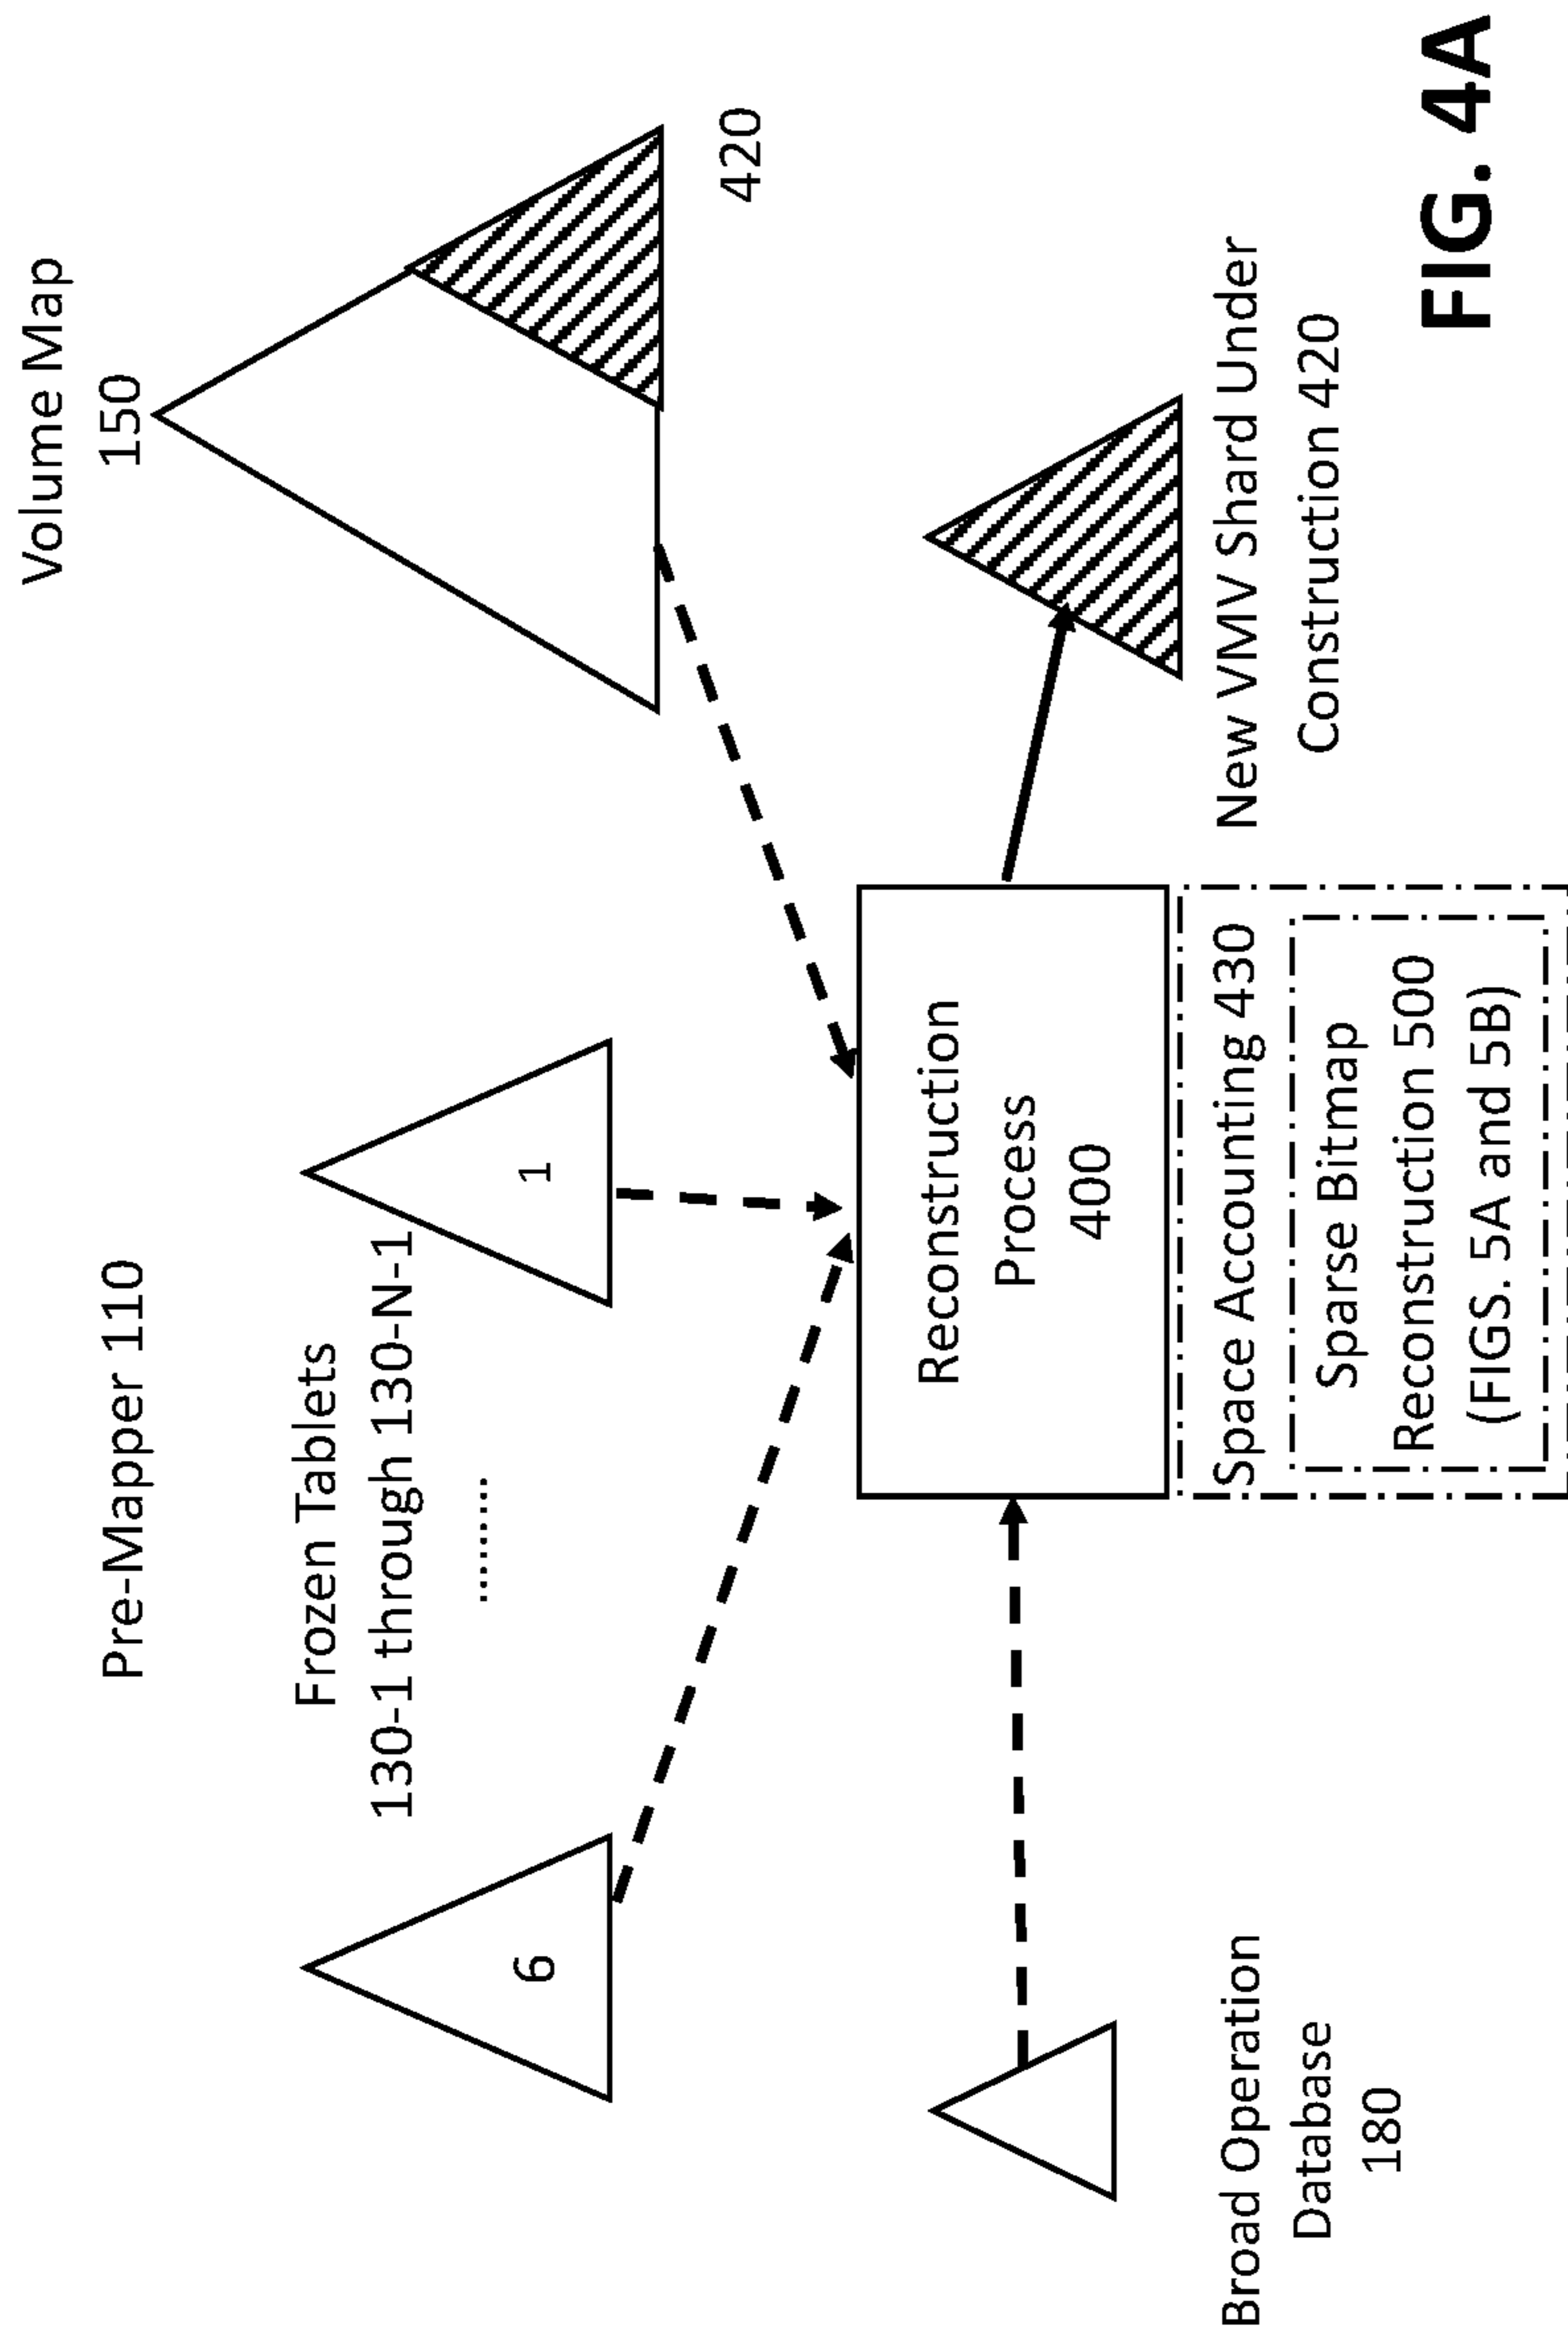 Pre-Mapper 110
Volume Map
150
Frozen Tablets
130-1 through 130-N-1
.........
6
1
420
Reconstruction
Process
400
Broad Operation
Database
180
New VMV Shard Under
Construction 420
Space Accounting 430
Sparse Bitmap
Reconstruction 500
(FIGS. 5A and 5B)
FIG. 4A